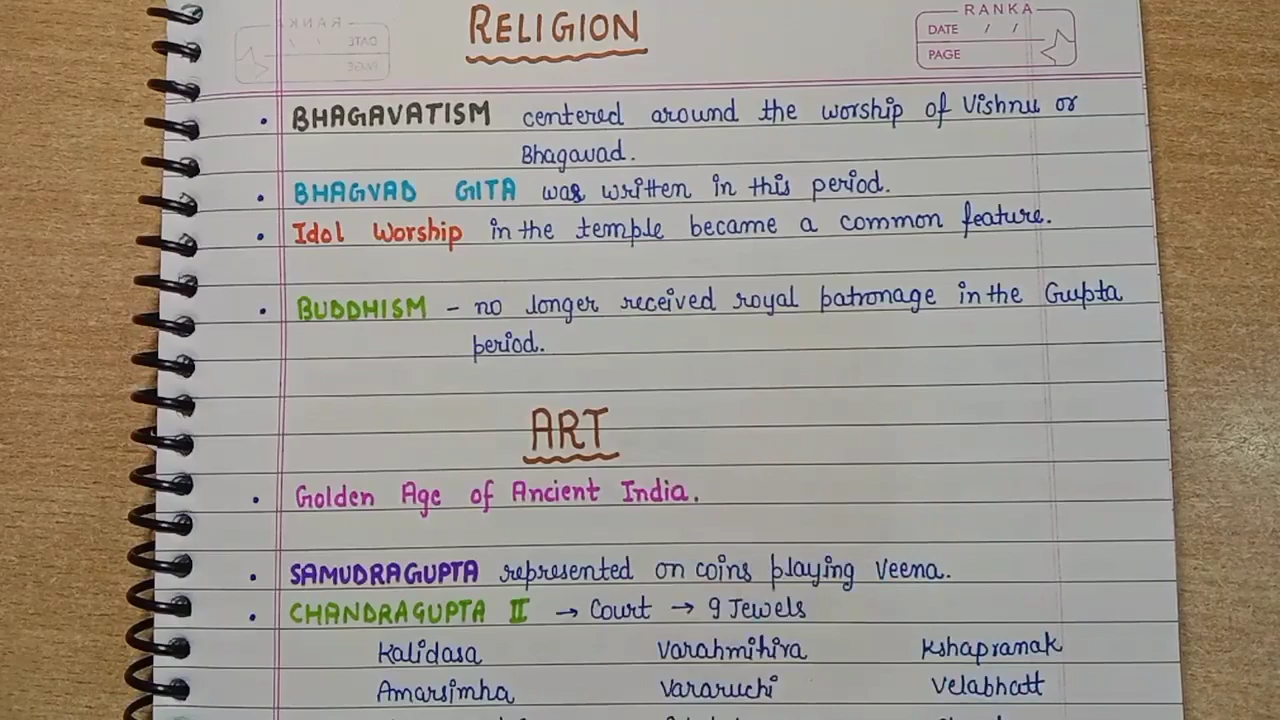 RELIGION
RANKA
DATE / /
PAGE
• BHAGAVATISM centered around the worship of Vishnu or
Bhagavad.
• BHAGVAD GITA was written in this period.
• Idol Worship in the temple became a common feature.
• BUDDHISM - no longer received royal patronage in the Gupta
period.
ART
• Golden Age of Ancient India.
• SAMUDRAGUPTA represented on coins playing Veena.
• CHANDRAGUPTA II → Court → 9 Jewels
Kalidasa Varahmihira Kshapranak
Amarsimha Vararuchi Velabhatt